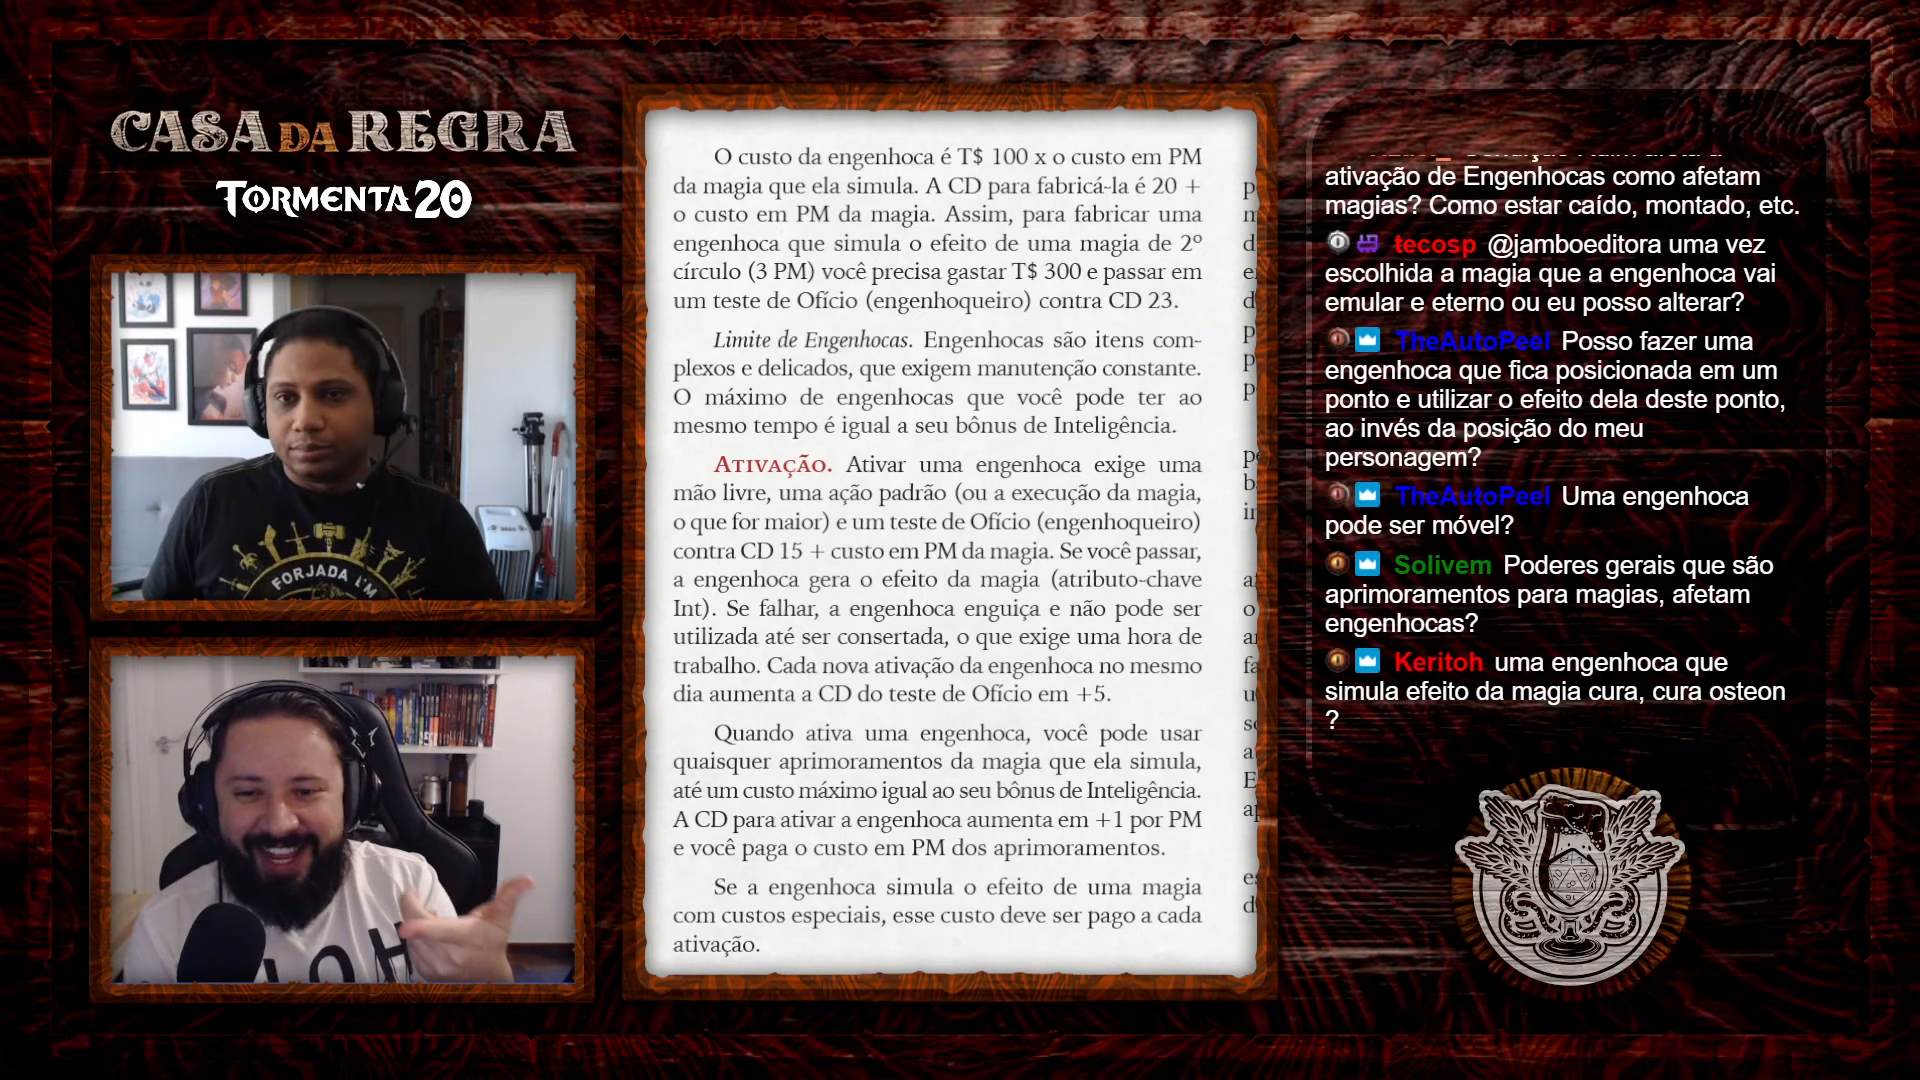 CASA DA REGRA
TORMENTA20
FORJADA EM
O custo da engenhoca é T$ 100 x o custo em PM
da magia que ela simula. A CD para fabricá-la é 20 +
o custo em PM da magia. Assim, para fabricar uma
engenhoca que simula o efeito de uma magia de 2º
círculo (3 PM) você precisa gastar T$ 300 e passar em
um teste de Ofício (engenhoqueiro) contra CD 23.
Limite de Engenhocas. Engenhocas são itens com-
plexos e delicados, que exigem manutenção constante.
O máximo de engenhocas que você pode ter ao
mesmo tempo é igual a seu bônus de Inteligência.
ATIVAÇÃO. Ativar uma engenhoca exige uma
mão livre, uma ação padrão (ou a execução da magia,
o que for maior) e um teste de Ofício (engenhoqueiro)
contra CD 15 + custo em PM da magia. Se você passar,
a engenhoca gera o efeito da magia (atributo-chave
Int). Se falhar, a engenhoca enguiça e não pode ser
utilizada até ser consertada, o que exige uma hora de
trabalho. Cada nova ativação da engenhoca no mesmo
dia aumenta a CD do teste de Ofício em +5.
Quando ativa uma engenhoca, você pode usar
quaisquer aprimoramentos da magia que ela simula,
até um custo máximo igual ao seu bônus de Inteligência.
A CD para ativar a engenhoca aumenta em +1 por PM
e você paga o custo em PM dos aprimoramentos.
Se a engenhoca simula o efeito de uma magia
com custos especiais, esse custo deve ser pago a cada
ativação.
ativação de Engenhocas como afetam
magias? Como estar caído, montado, etc.
tecosp @jamboeditora uma vez
escolhida a magia que a engenhoca vai
emular e eterno ou eu posso alterar?
TheAutoPeel Posso fazer uma
engenhoca que fica posicionada em um
ponto e utilizar o efeito dela deste ponto,
ao invés da posição do meu
personagem?
TheAutoPeel Uma engenhoca
pode ser móvel?
Solivem Poderes gerais que são
aprimoramentos para magias, afetam
engenhocas?
Keritoh uma engenhoca que
simula efeito da magia cura, cura osteon
?